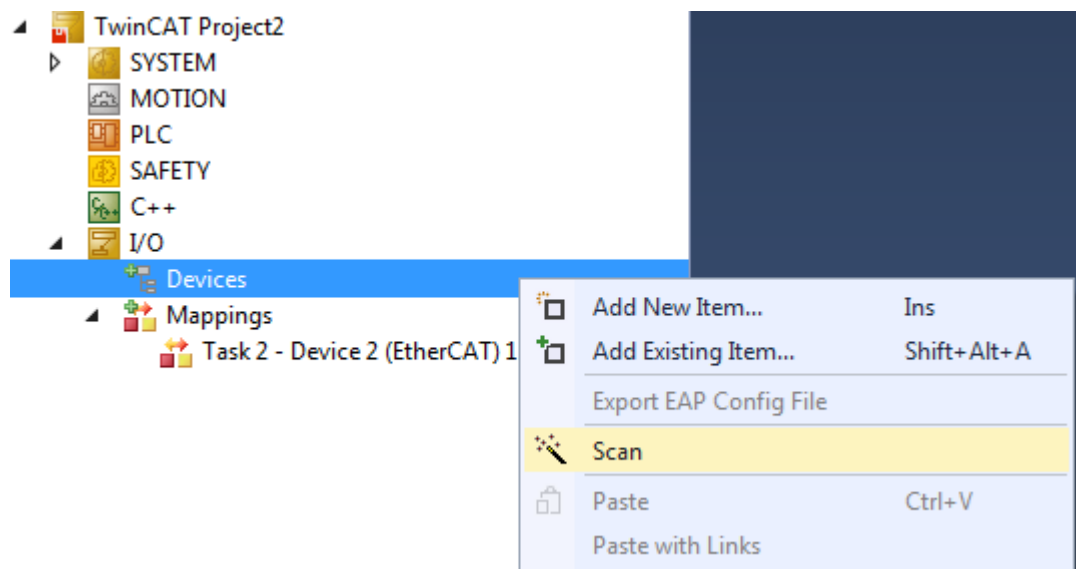 TwinCAT Project2
SYSTEM
MOTION
PLC
SAFETY
C++
I/O
Devices
Mappings
Task 2 - Device 2 (EtherCAT) 1
Add New Item... Ins
Add Existing Item... Shift+Alt+A
Export EAP Config File
Scan
Paste Ctrl+V
Paste with Links